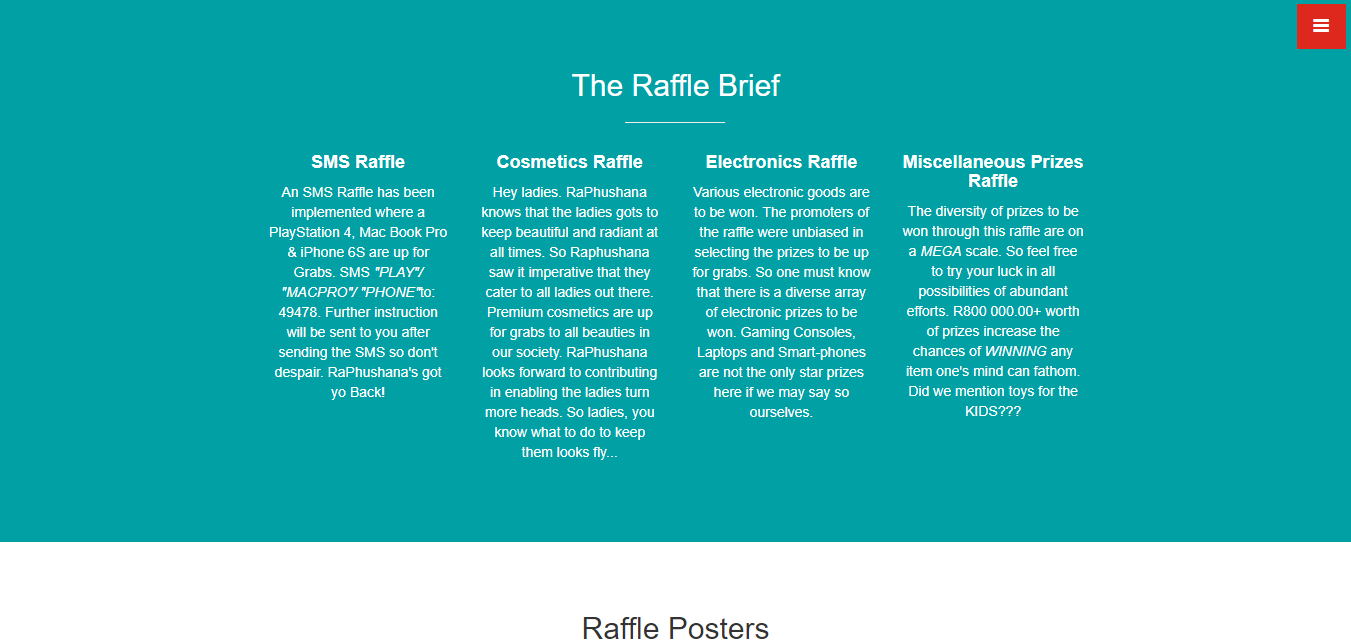 The Raffle Brief
SMS Raffle
An SMS Raffle has been
implemented where a
PlayStation 4, Mac Book Pro
& iPhone 6S are up for
Grabs. SMS "PLAY"/
"MACPRO"/ "PHONE"to:
49478. Further instruction
will be sent to you after
sending the SMS so don't
despair. RaPhushana's got
yo Back!
Cosmetics Raffle
Hey ladies. RaPhushana
knows that the ladies gots to
keep beautiful and radiant at
all times. So Raphushana
saw it imperative that they
cater to all ladies out there.
Premium cosmetics are up
for grabs to all beauties in
our society. RaPhushana
looks forward to contributing
in enabling the ladies turn
more heads. So ladies, you
know what to do to keep
them looks fly...
Electronics Raffle
Various electronic goods are
to be won. The promoters of
the raffle were unbiased in
selecting the prizes to be up
for grabs. So one must know
that there is a diverse array
of electronic prizes to be
won. Gaming Consoles,
Laptops and Smart-phones
are not the only star prizes
here if we may say so
ourselves.
Miscellaneous Prizes
Raffle
The diversity of prizes to be
won through this raffle are on
a MEGA scale. So feel free
to try your luck in all
possibilities of abundant
efforts. R800 000.00+ worth
of prizes increase the
chances of WINNING any
item one's mind can fathom.
Did we mention toys for the
KIDS???
Raffle Posters